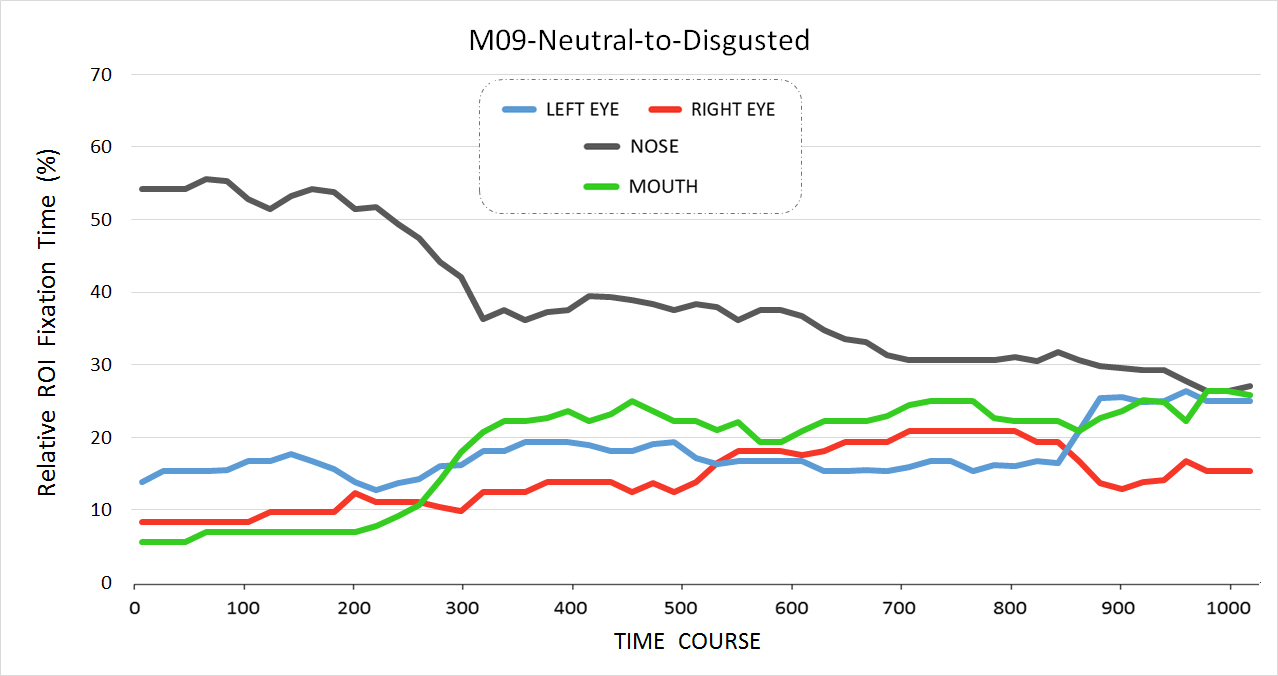 M09-Neutral-to-Disgusted
70
LEFT EYE RIGHT EYE
60
NOSE
MOUTH
50
40
30
20
10
0
Relative ROI Fixation Time (%)
0 100 200 300 400 500 600 700 800 900 1000
TIME COURSE